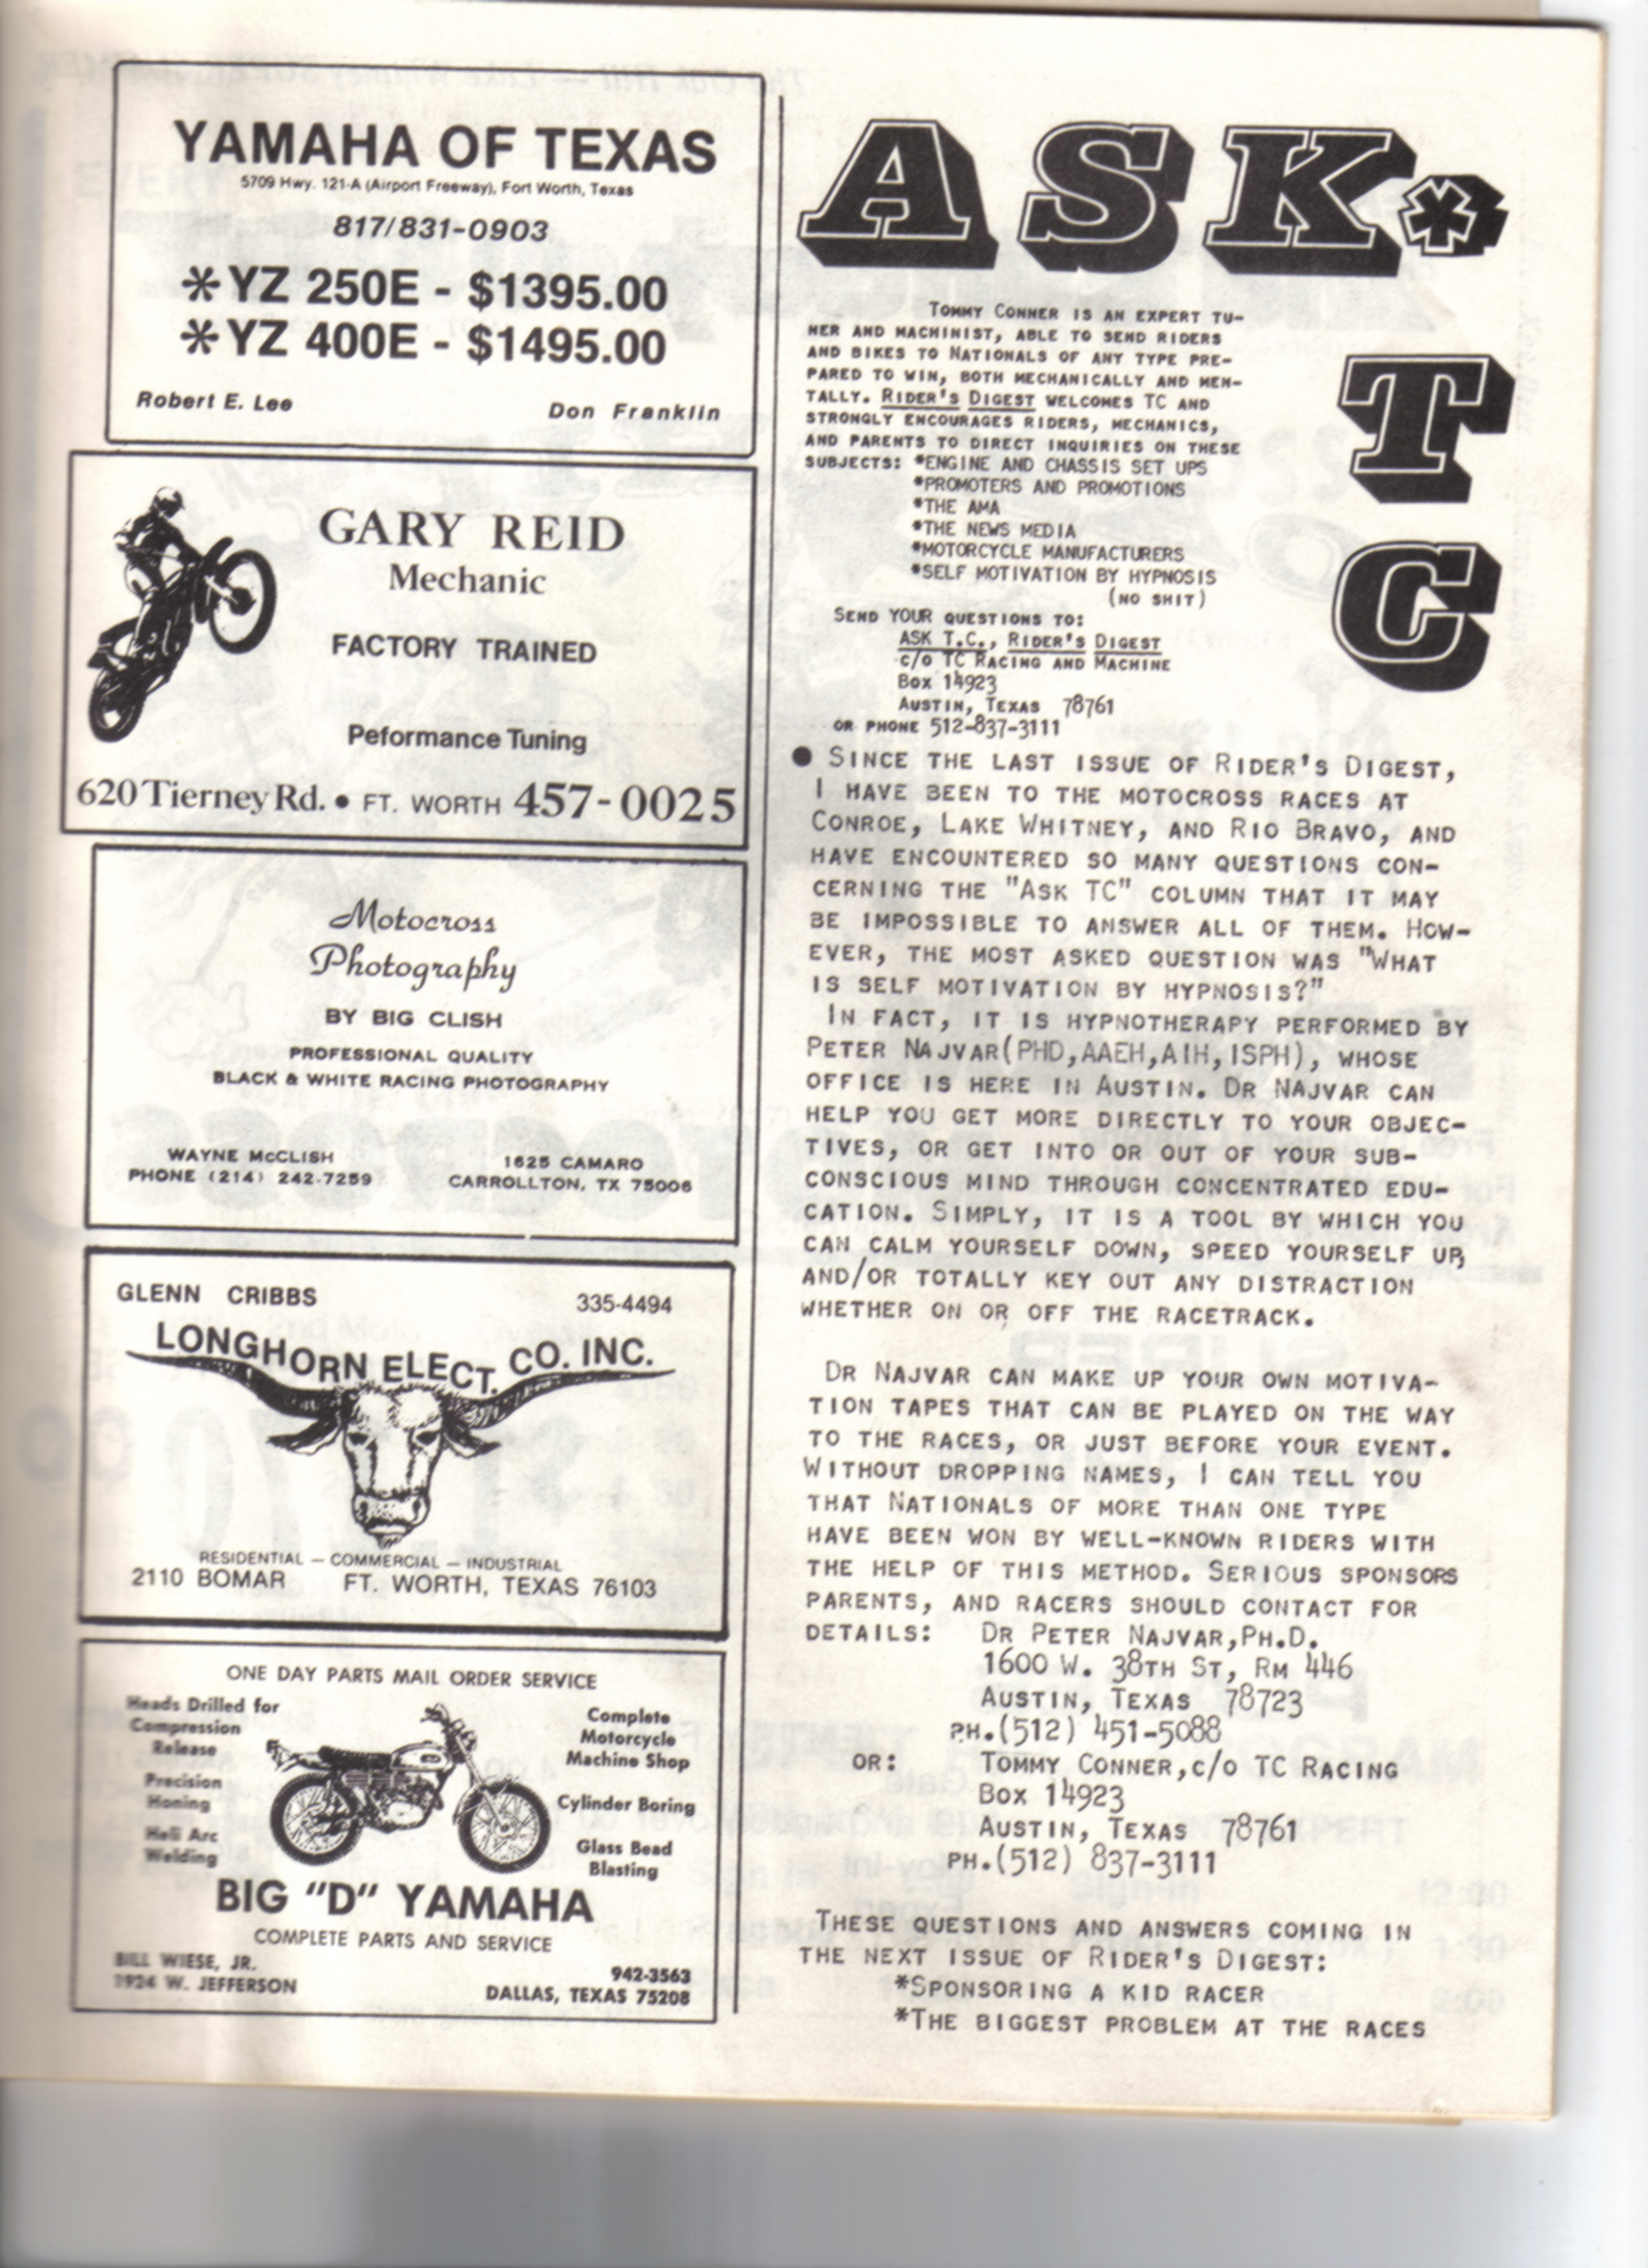 YAMAHA OF TEXAS
5709 Hwy. 121-A (Airport Freeway), Fort Worth, Texas
817/831-0903
*YZ 250E - $1395.00
*YZ 400E - $1495.00
Robert E. Lee
Don Franklin
GARY REID
Mechanic
FACTORY TRAINED
Peformance Tuning
620 Tierney Rd. • FT. WORTH 457-0025
Motocross
Photography
BY BIG CLISH
PROFESSIONAL QUALITY
BLACK & WHITE RACING PHOTOGRAPHY
WAYNE McCLISH
PHONE (214) 242-7259
1625 CAMARO
CARROLLTON, TX 75006
GLENN CRIBBS
335-4494
LONGHORN ELECT. CO. INC.
RESIDENTIAL — COMMERCIAL — INDUSTRIAL
2110 BOMAR FT. WORTH, TEXAS 76103
ONE DAY PARTS MAIL ORDER SERVICE
Heads Drilled for
Compression
Release
Precision
Honing
Heli Arc
Welding
Complete
Motorcycle
Machine Shop
Cylinder Boring
Glass Bead
Blasting
BIG "D" YAMAHA
COMPLETE PARTS AND SERVICE
BILL WIESE, JR.
1924 W. JEFFERSON
942-3563
DALLAS, TEXAS 75208
ASK*
T
C
TOMMY CONNER IS AN EXPERT TU-
NER AND MACHINIST, ABLE TO SEND RIDERS
AND BIKES TO NATIONALS OF ANY TYPE PRE-
PARED TO WIN, BOTH MECHANICALLY AND MEN-
TALLY. RIDER'S DIGEST WELCOMES TC AND
STRONGLY ENCOURAGES RIDERS, MECHANICS,
AND PARENTS TO DIRECT INQUIRIES ON THESE
SUBJECTS: *ENGINE AND CHASSIS SET UPS
*PROMOTERS AND PROMOTIONS
*THE AMA
*THE NEWS MEDIA
*MOTORCYCLE MANUFACTURERS
*SELF MOTIVATION BY HYPNOSIS
(NO SHIT)
SEND YOUR QUESTIONS TO:
ASK T.C., RIDER'S DIGEST
C/O TC RACING AND MACHINE
BOX 14923
AUSTIN, TEXAS 78761
OR PHONE 512-837-3111
• SINCE THE LAST ISSUE OF RIDER'S DIGEST,
I HAVE BEEN TO THE MOTOCROSS RACES AT
CONROE, LAKE WHITNEY, AND RIO BRAVO, AND
HAVE ENCOUNTERED SO MANY QUESTIONS CON-
CERNING THE "ASK TC" COLUMN THAT IT MAY
BE IMPOSSIBLE TO ANSWER ALL OF THEM. HOW-
EVER, THE MOST ASKED QUESTION WAS "WHAT
IS SELF MOTIVATION BY HYPNOSIS?"
IN FACT, IT IS HYPNOTHERAPY PERFORMED BY
PETER NAJVAR(PHD,AAEH,AIH,ISPH), WHOSE
OFFICE IS HERE IN AUSTIN. DR NAJVAR CAN
HELP YOU GET MORE DIRECTLY TO YOUR OBJEC-
TIVES, OR GET INTO OR OUT OF YOUR SUB-
CONSCIOUS MIND THROUGH CONCENTRATED EDU-
CATION. SIMPLY, IT IS A TOOL BY WHICH YOU
CAN CALM YOURSELF DOWN, SPEED YOURSELF UP,
AND/OR TOTALLY KEY OUT ANY DISTRACTION
WHETHER ON OR OFF THE RACETRACK.
DR NAJVAR CAN MAKE UP YOUR OWN MOTIVA-
TION TAPES THAT CAN BE PLAYED ON THE WAY
TO THE RACES, OR JUST BEFORE YOUR EVENT.
WITHOUT DROPPING NAMES, I CAN TELL YOU
THAT NATIONALS OF MORE THAN ONE TYPE
HAVE BEEN WON BY WELL-KNOWN RIDERS WITH
THE HELP OF THIS METHOD. SERIOUS SPONSORS
PARENTS, AND RACERS SHOULD CONTACT FOR
DETAILS: DR PETER NAJVAR,PH.D.
1600 W. 38TH ST, RM 446
AUSTIN, TEXAS 78723
PH.(512) 451-5088
OR: TOMMY CONNER,C/O TC RACING
BOX 14923
AUSTIN, TEXAS 78761
PH.(512) 837-3111
THESE QUESTIONS AND ANSWERS COMING IN
THE NEXT ISSUE OF RIDER'S DIGEST:
*SPONSORING A KID RACER
*THE BIGGEST PROBLEM AT THE RACES